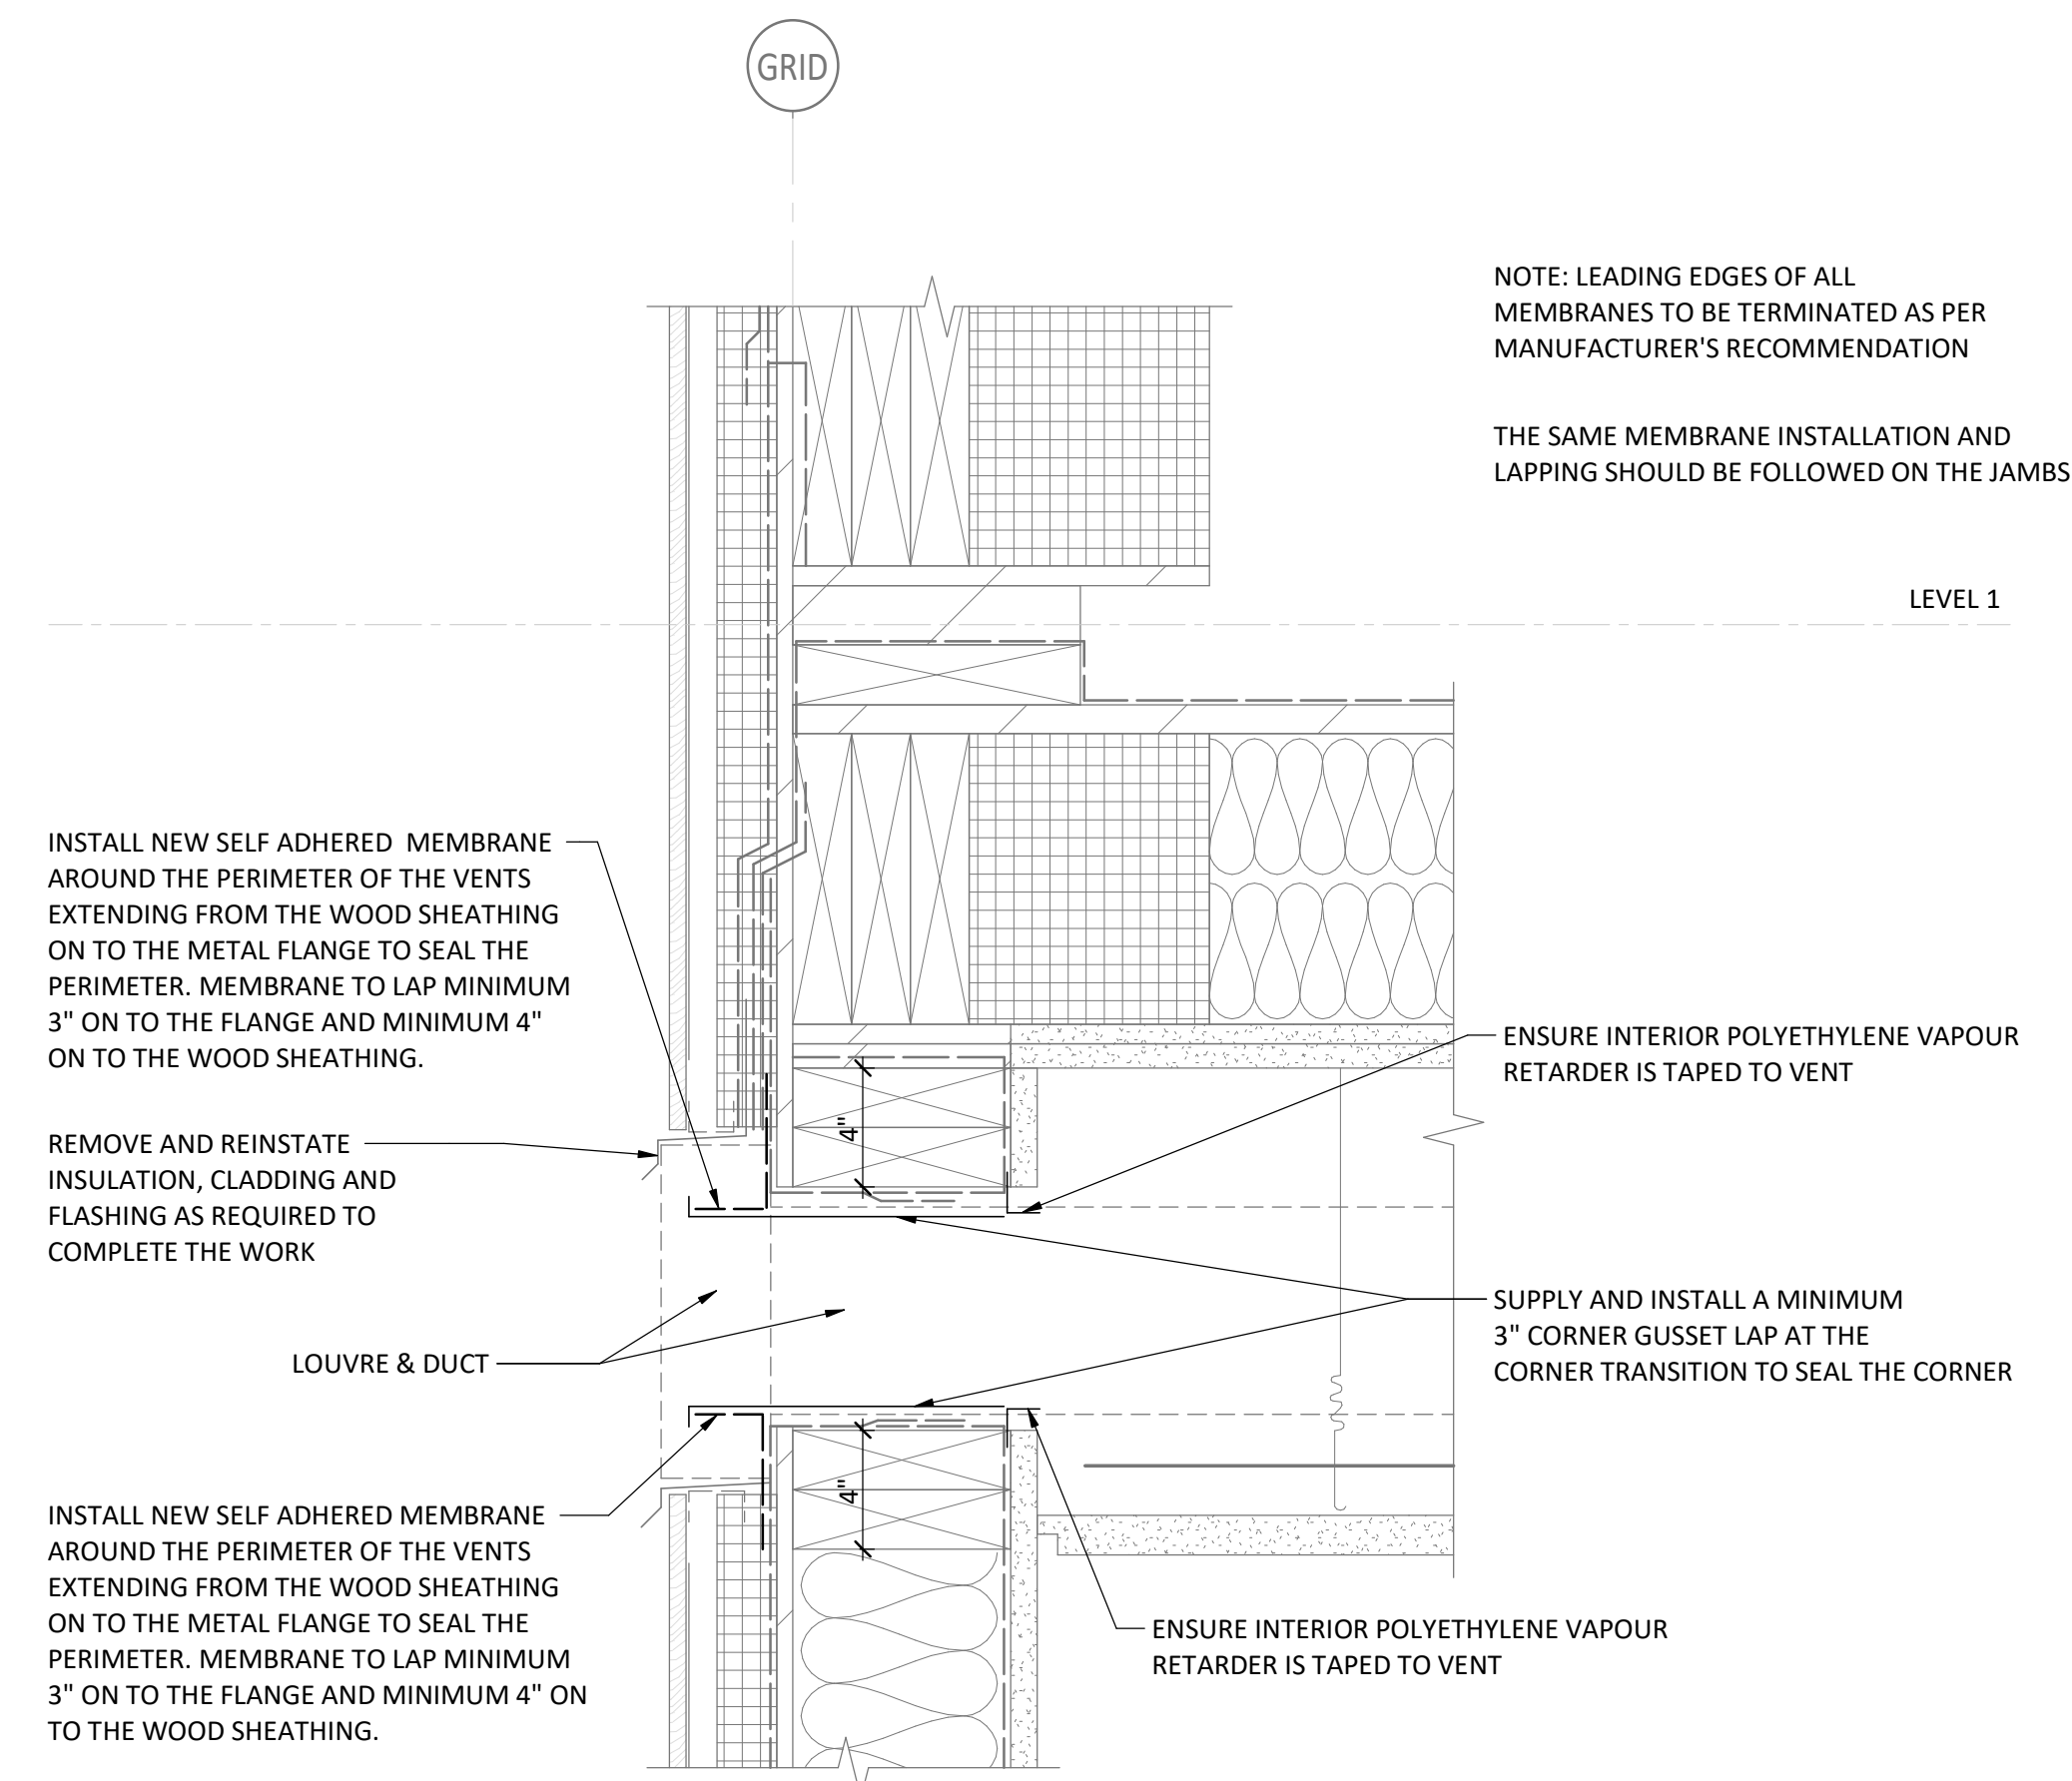 GRID
NOTE: LEADING EDGES OF ALL
MEMBRANES TO BE TERMINATED AS PER
MANUFACTURER'S RECOMMENDATION
THE SAME MEMBRANE INSTALLATION AND
LAPPING SHOULD BE FOLLOWED ON THE JAMBS
LEVEL 1
INSTALL NEW SELF ADHERED MEMBRANE
AROUND THE PERIMETER OF THE VENTS
EXTENDING FROM THE WOOD SHEATHING
ON TO THE METAL FLANGE TO SEAL THE
PERIMETER. MEMBRANE TO LAP MINIMUM
3" ON TO THE FLANGE AND MINIMUM 4"
ON TO THE WOOD SHEATHING.
ENSURE INTERIOR POLYETHYLENE VAPOUR
RETARDER IS TAPED TO VENT
4"
REMOVE AND REINSTATE
INSULATION, CLADDING AND
FLASHING AS REQUIRED TO
COMPLETE THE WORK
SUPPLY AND INSTALL A MINIMUM
3" CORNER GUSSET LAP AT THE
CORNER TRANSITION TO SEAL THE CORNER
LOUVRE & DUCT
4"
INSTALL NEW SELF ADHERED MEMBRANE
AROUND THE PERIMETER OF THE VENTS
EXTENDING FROM THE WOOD SHEATHING
ON TO THE METAL FLANGE TO SEAL THE
PERIMETER. MEMBRANE TO LAP MINIMUM
3" ON TO THE FLANGE AND MINIMUM 4" ON
TO THE WOOD SHEATHING.
ENSURE INTERIOR POLYETHYLENE VAPOUR
RETARDER IS TAPED TO VENT